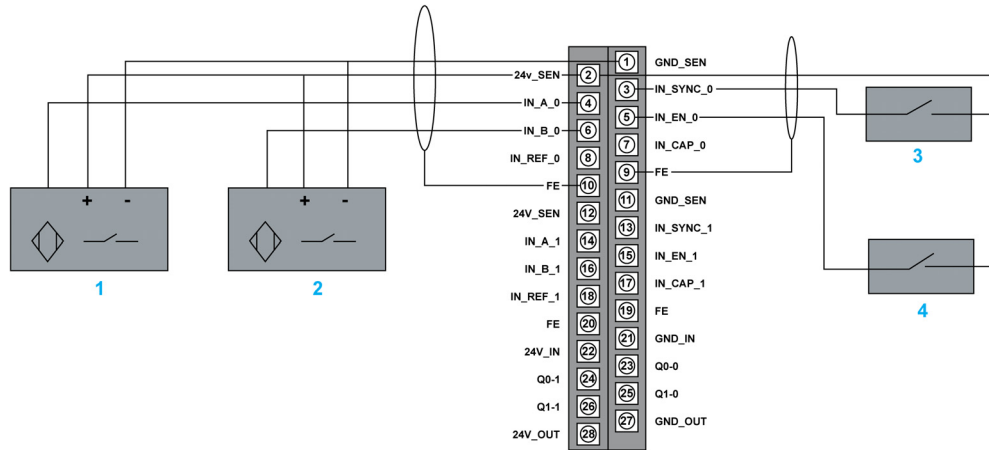 1 GND_SEN
24v_SEN 2
3 IN_SYNC_0
IN_A_0 4
5 IN_EN_0
IN_B_0 6
7 IN_CAP_0
3
IN_REF_0 8
9 FE
FE 10
+ - + -
11 GND_SEN
24V_SEN 12
13 IN_SYNC_1
IN_A_1 14
15 IN_EN_1
IN_B_1 16
17 IN_CAP_1
1 2
IN_REF_1 18
19 FE
4
FE 20
21 GND_IN
24V_IN 22
23 Q0-0
Q0-1 24
25 Q1-0
Q1-1 26
27 GND_OUT
24V_OUT 28